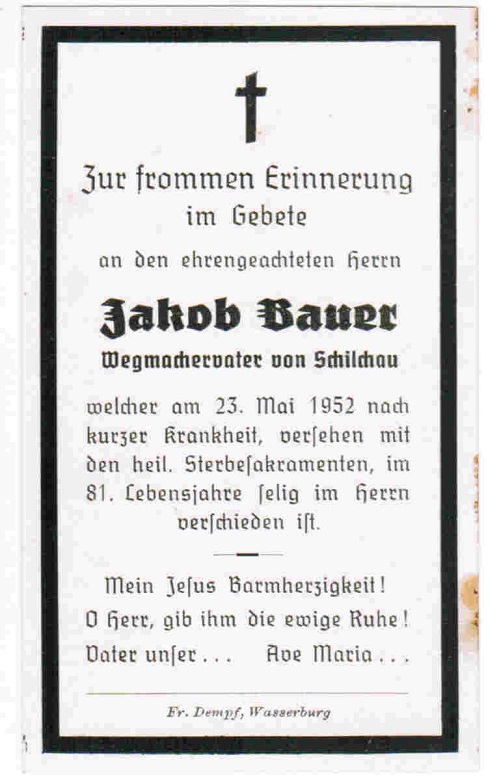 Zur frommen Erinnerung
im Gebete
an den ehrengeachteten Herrn
Jakob Bauer
Wegmachervater von Schilchau
welcher am 23. Mai 1952 nach
kurzer Krankheit, verſehen mit
den heil. Sterbeſakramenten, im
81. Lebensjahre ſelig im Herrn
verſchieden iſt.
Mein Jeſus Barmherzigkeit!
O Herr, gib ihm die ewige Ruhe!
Vater unſer... Ave Maria...
Fr. Dempf, Wasserburg